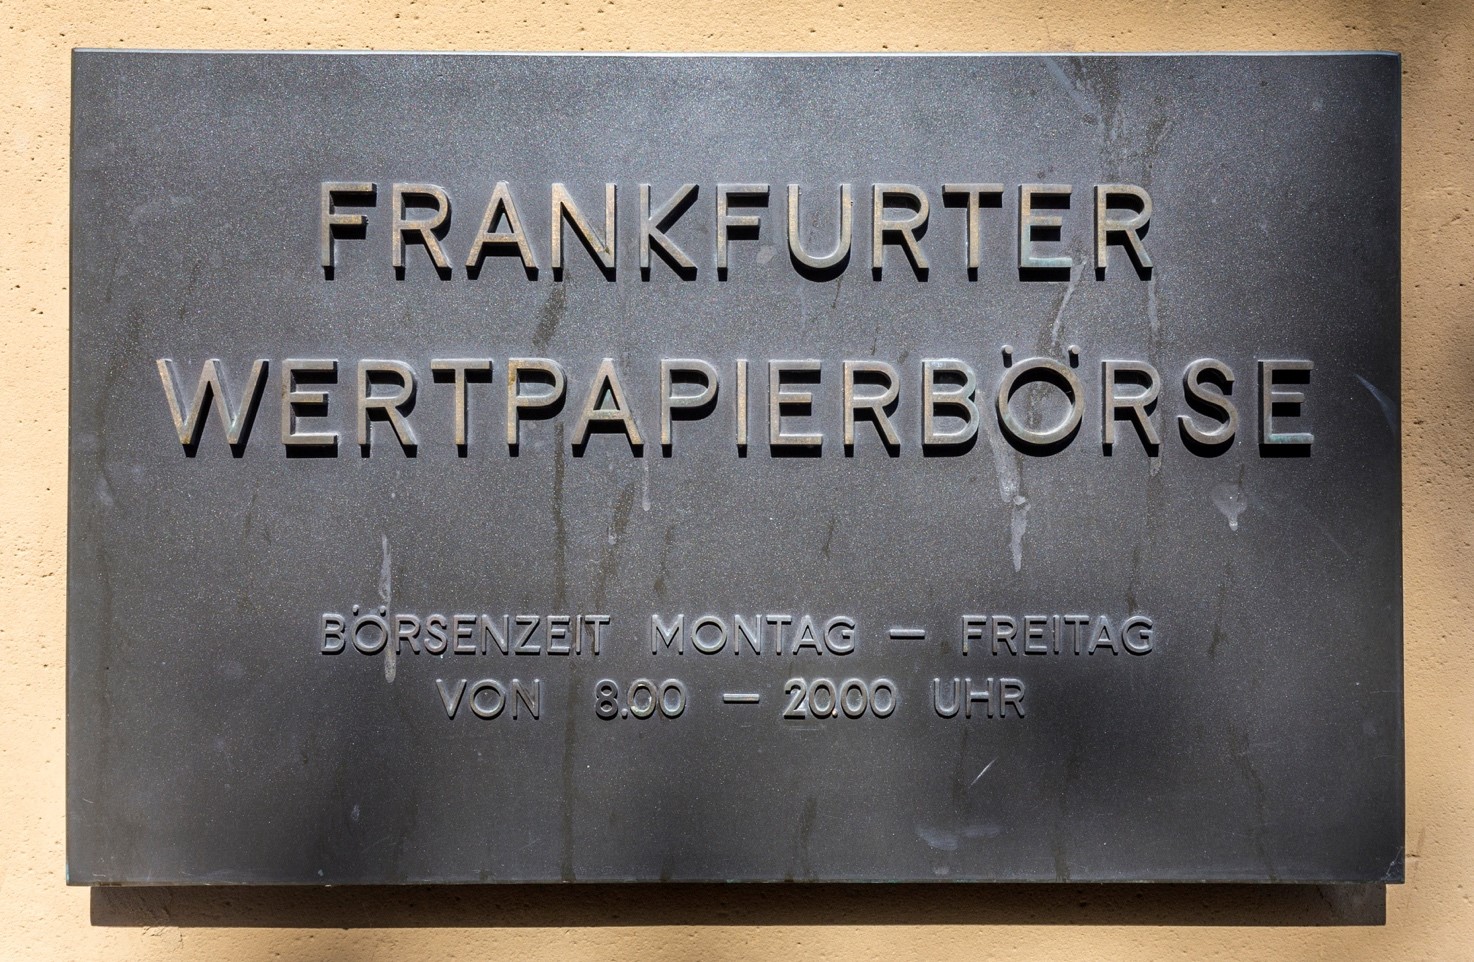 FRANKFURTER
WERTPAPIERBÖRSE
BÖRSENZEIT MONTAG — FREITAG
VON 8.00 — 20.00 UHR